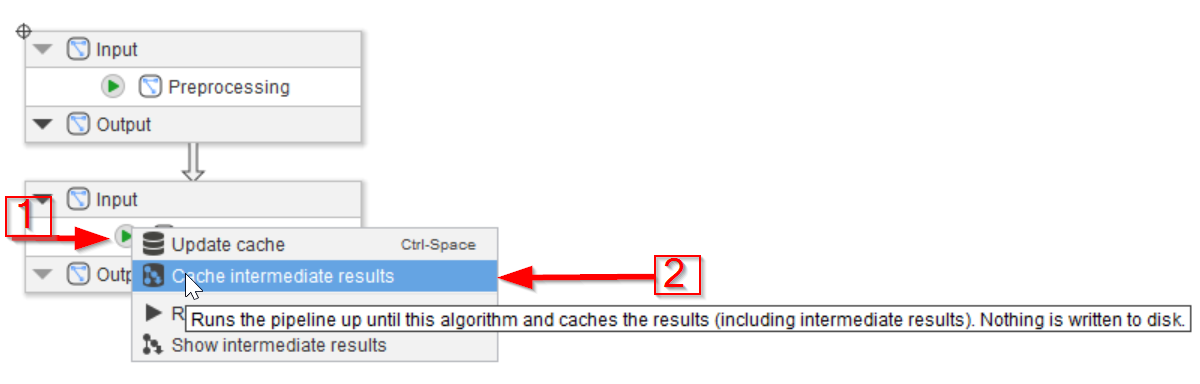 Input
Preprocessing
Output
Input
1
Update cache Ctrl-Space
Outp
Cache intermediate results
2
R
Runs the pipeline up until this algorithm and caches the results (including intermediate results). Nothing is written to disk.
Show intermediate results